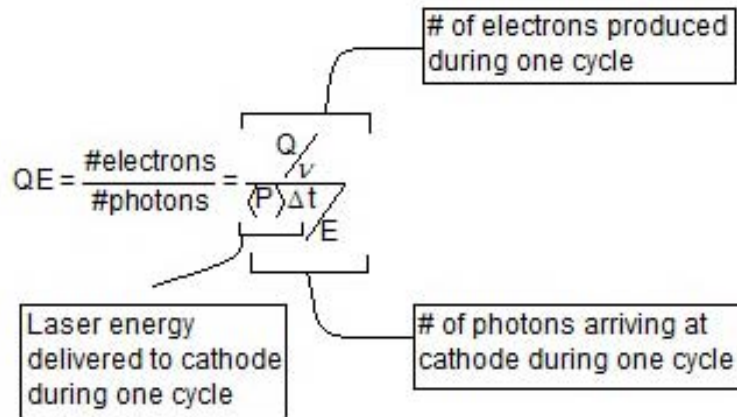 # of electrons produced
during one cycle
QE = #electrons / #photons = Q/ν / ⟨P⟩Δt/E
Laser energy
delivered to cathode
during one cycle
# of photons arriving at
cathode during one cycle